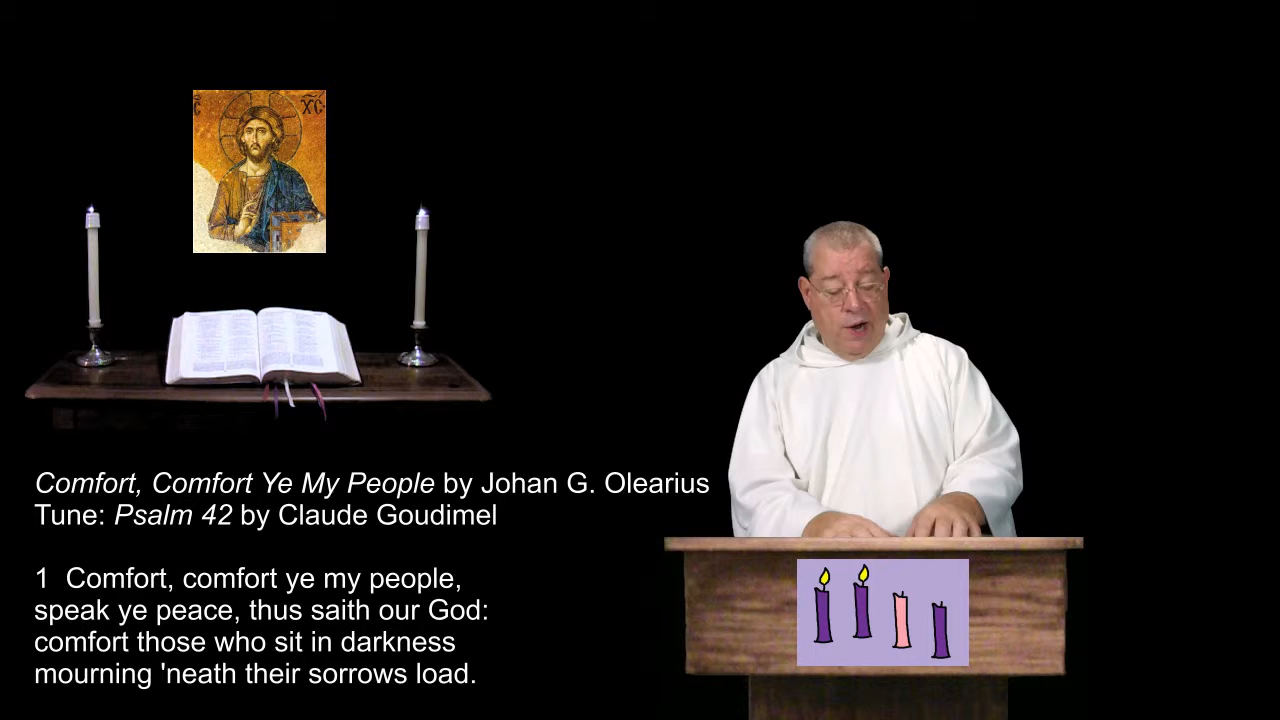 XC
Comfort, Comfort Ye My People by Johan G. Olearius
Tune: Psalm 42 by Claude Goudimel
1 Comfort, comfort ye my people,
speak ye peace, thus saith our God:
comfort those who sit in darkness
mourning 'neath their sorrows load.